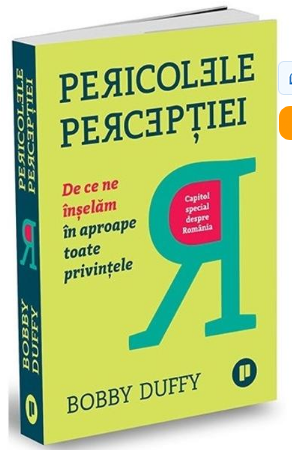 PERICOLELE
PERCEPȚIEI
De ce ne
înșelăm
în aproape
toate
privințele
Capitol
special
despre
România
R
BOBBY DUFFY
PERICOLELE
PERCEPȚIEI
R
BOBBY
DUFFY